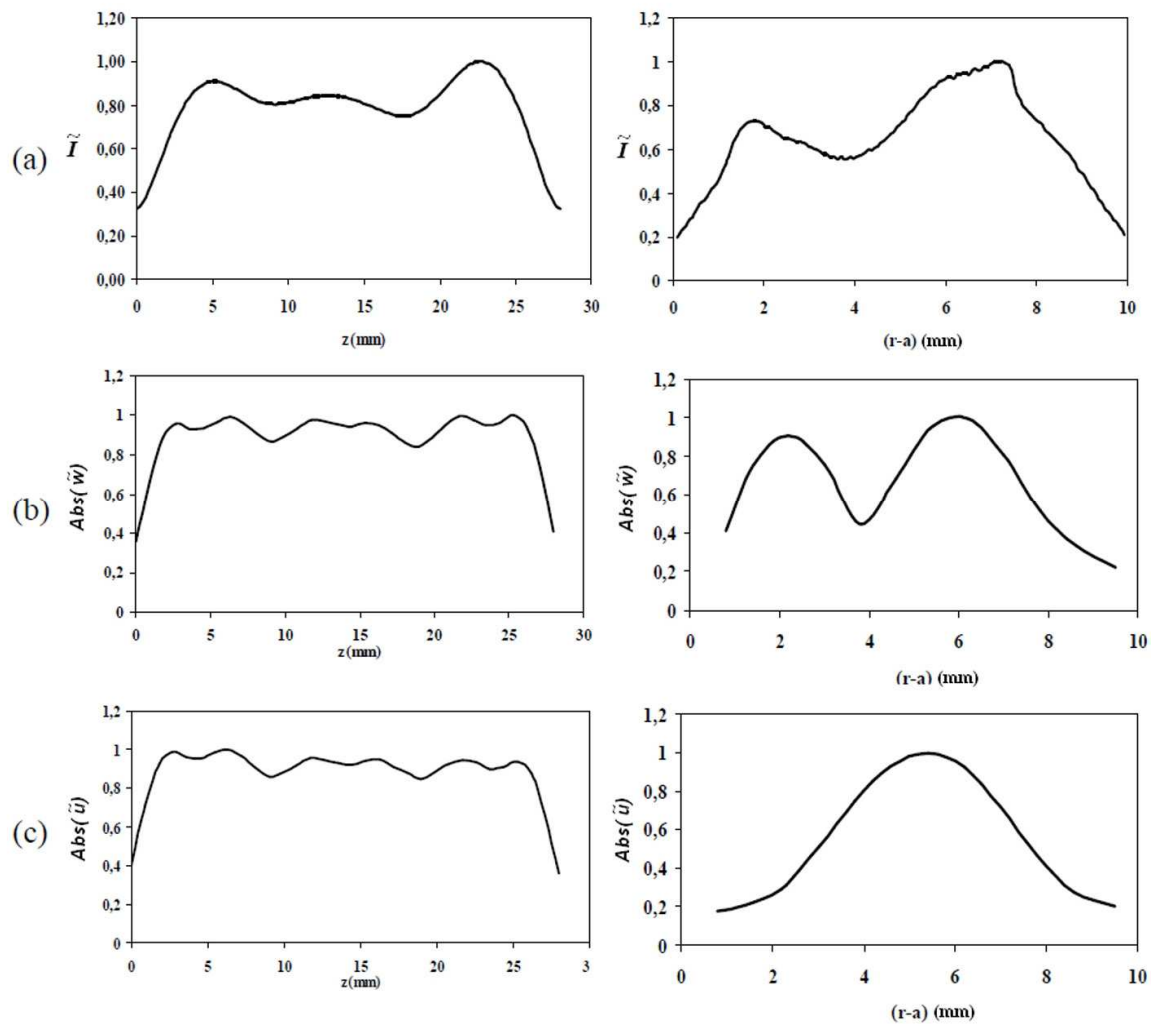 1,20
1,00
0,80
0,60
0,40
0,20
0,00
0 5 10 15 20 25 30
z(mm)
(a) Ĩ
1,2
1
0,8
0,6
0,4
0,2
0
0 2 4 6 8 10
(r-a) (mm)
Ĩ
1,2
1
0,8
0,6
0,4
0,2
0
0 5 10 15 20 25 30
z(mm)
(b) Abs(w̃)
1,2
1
0,8
0,6
0,4
0,2
0
0 2 4 6 8 10
(r-a) (mm)
Abs(w̃)
1,2
1
0,8
0,6
0,4
0,2
0
0 5 10 15 20 25 3
z(mm)
(c) Abs(ũ)
1,2
1
0,8
0,6
0,4
0,2
0
0 2 4 6 8 10
(r-a) (mm)
Abs(ũ)